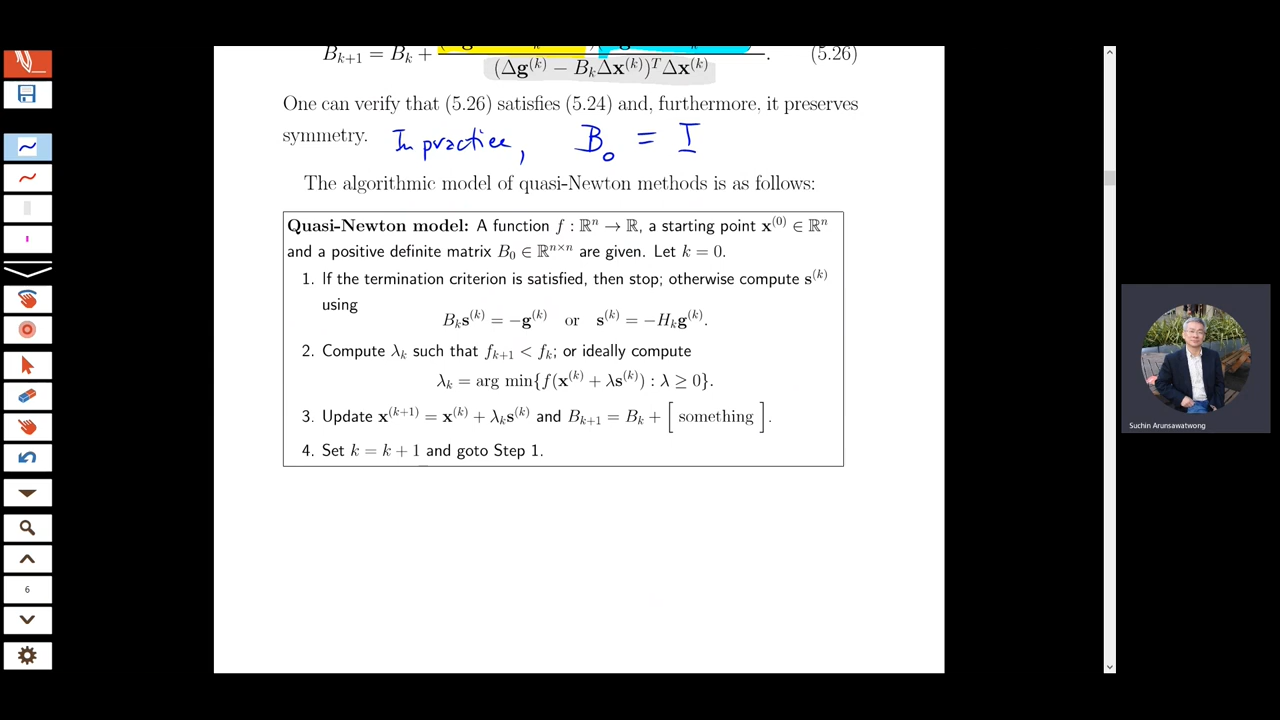 B_{k+1} = B_k + \frac{}{(Δg^{(k)} − B_kΔx^{(k)})^T Δx^{(k)}}. (5.26)
One can verify that (5.26) satisfies (5.24) and, furthermore, it preserves
symmetry. In practice, B_0 = I
The algorithmic model of quasi-Newton methods is as follows:
Quasi-Newton model: A function f : ℝ^n → ℝ, a starting point x^{(0)} ∈ ℝ^n
and a positive definite matrix B_0 ∈ ℝ^{n×n} are given. Let k = 0.
1. If the termination criterion is satisfied, then stop; otherwise compute s^{(k)}
using
B_k s^{(k)} = −g^{(k)} or s^{(k)} = −H_k g^{(k)}.
2. Compute λ_k such that f_{k+1} < f_k; or ideally compute
λ_k = arg min{f(x^{(k)} + λs^{(k)}) : λ ≥ 0}.
3. Update x^{(k+1)} = x^{(k)} + λ_k s^{(k)} and B_{k+1} = B_k + [ something ].
4. Set k = k + 1 and goto Step 1.
Suchin Arunsawatwong
6